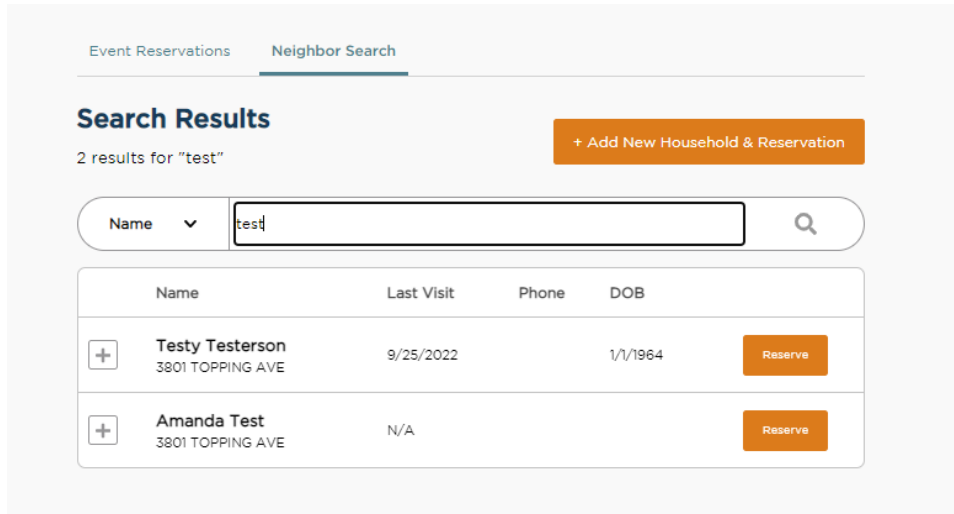 Event Reservations Neighbor Search
Search Results
+ Add New Household & Reservation
2 results for "test"
Name test
Name Last Visit Phone DOB
Testy Testerson 9/25/2022 1/1/1964 Reserve
3801 TOPPING AVE
Amanda Test N/A Reserve
3801 TOPPING AVE